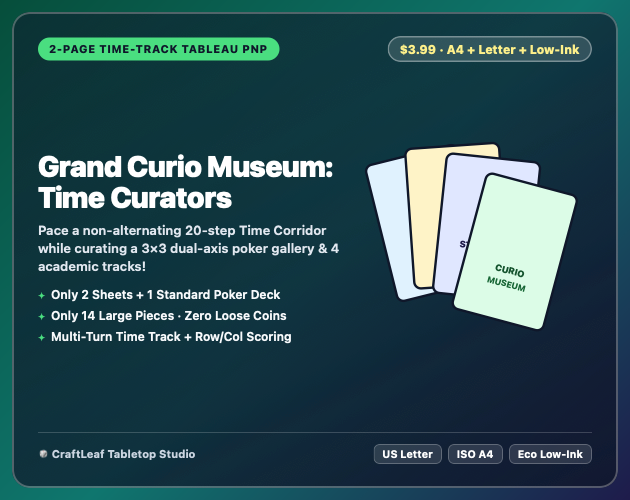 2-PAGE TIME-TRACK TABLEAU PNP
$3.99 · A4 + Letter + Low-Ink
Grand Curio Museum:
Time Curators
Pace a non-alternating 20-step Time Corridor
while curating a 3×3 dual-axis poker gallery & 4
academic tracks!
Only 2 Sheets + 1 Standard Poker Deck
Only 14 Large Pieces · Zero Loose Coins
Multi-Turn Time Track + Row/Col Scoring
CURIO
MUSEUM
CraftLeaf Tabletop Studio
US Letter
ISO A4
Eco Low-Ink